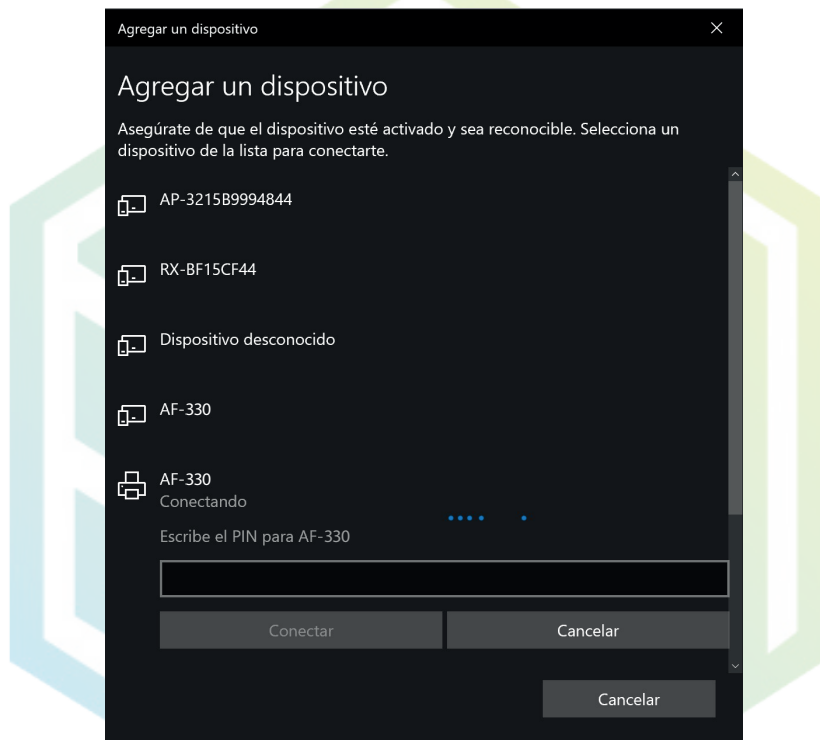 Agregar un dispositivo
Agregar un dispositivo
Asegúrate de que el dispositivo esté activado y sea reconocible. Selecciona un
dispositivo de la lista para conectarte.
AP-3215B9994844
RX-BF15CF44
Dispositivo desconocido
AF-330
AF-330
Conectando
Escribe el PIN para AF-330
Conectar
Cancelar
Cancelar